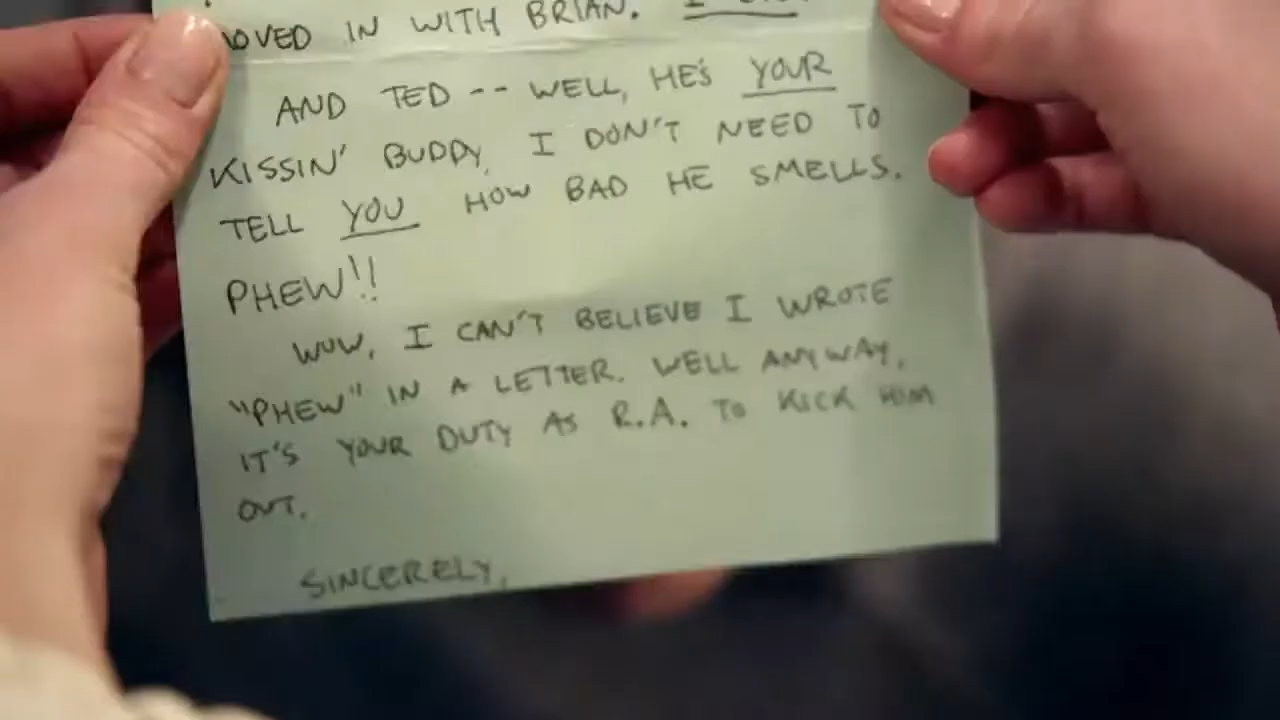 MOVED IN WITH BRIAN. I
AND TED -- WELL, HE'S YOUR
KISSIN' BUDDY, I DON'T NEED TO
TELL YOU HOW BAD HE SMELLS.
PHEW!!
WOW, I CAN'T BELIEVE I WROTE
"PHEW" IN A LETTER. WELL ANYWAY,
IT'S YOUR DUTY AS R.A. TO KICK HIM
OUT.
SINCERELY,